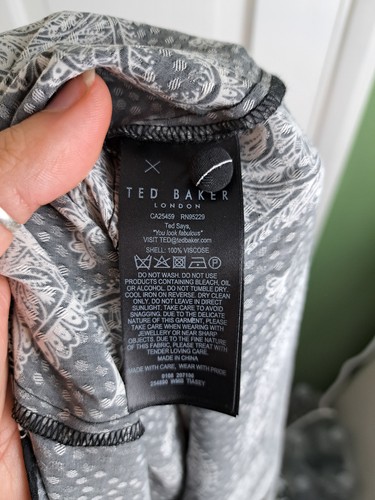 TED BAKER
LONDON
CA25459 RN95229
Ted Says,
"You look fabulous"
VISIT TED@tedbaker.com
SHELL: 100% VISCOSE
P
DO NOT WASH. DO NOT USE
PRODUCTS CONTAINING BLEACH, OIL
OR ALCOHOL. DO NOT TUMBLE DRY.
COOL IRON ON REVERSE. DRY CLEAN
ONLY. DO NOT LEAVE IN DIRECT
SUNLIGHT. TAKE CARE TO AVOID
SNAGGING, DUE TO THE DELICATE
NATURE OF THIS GARMENT, PLEASE
TAKE CARE WHEN WEARING WITH
JEWELLERY OR NEAR SHARP
OBJECTS. DUE TO THE FINE NATURE
OF THIS FABRIC, PLEASE TREAT WITH
TENDER LOVING CARE
MADE IN CHINA
MADE WITH CARE, WEAR WITH PRIDE